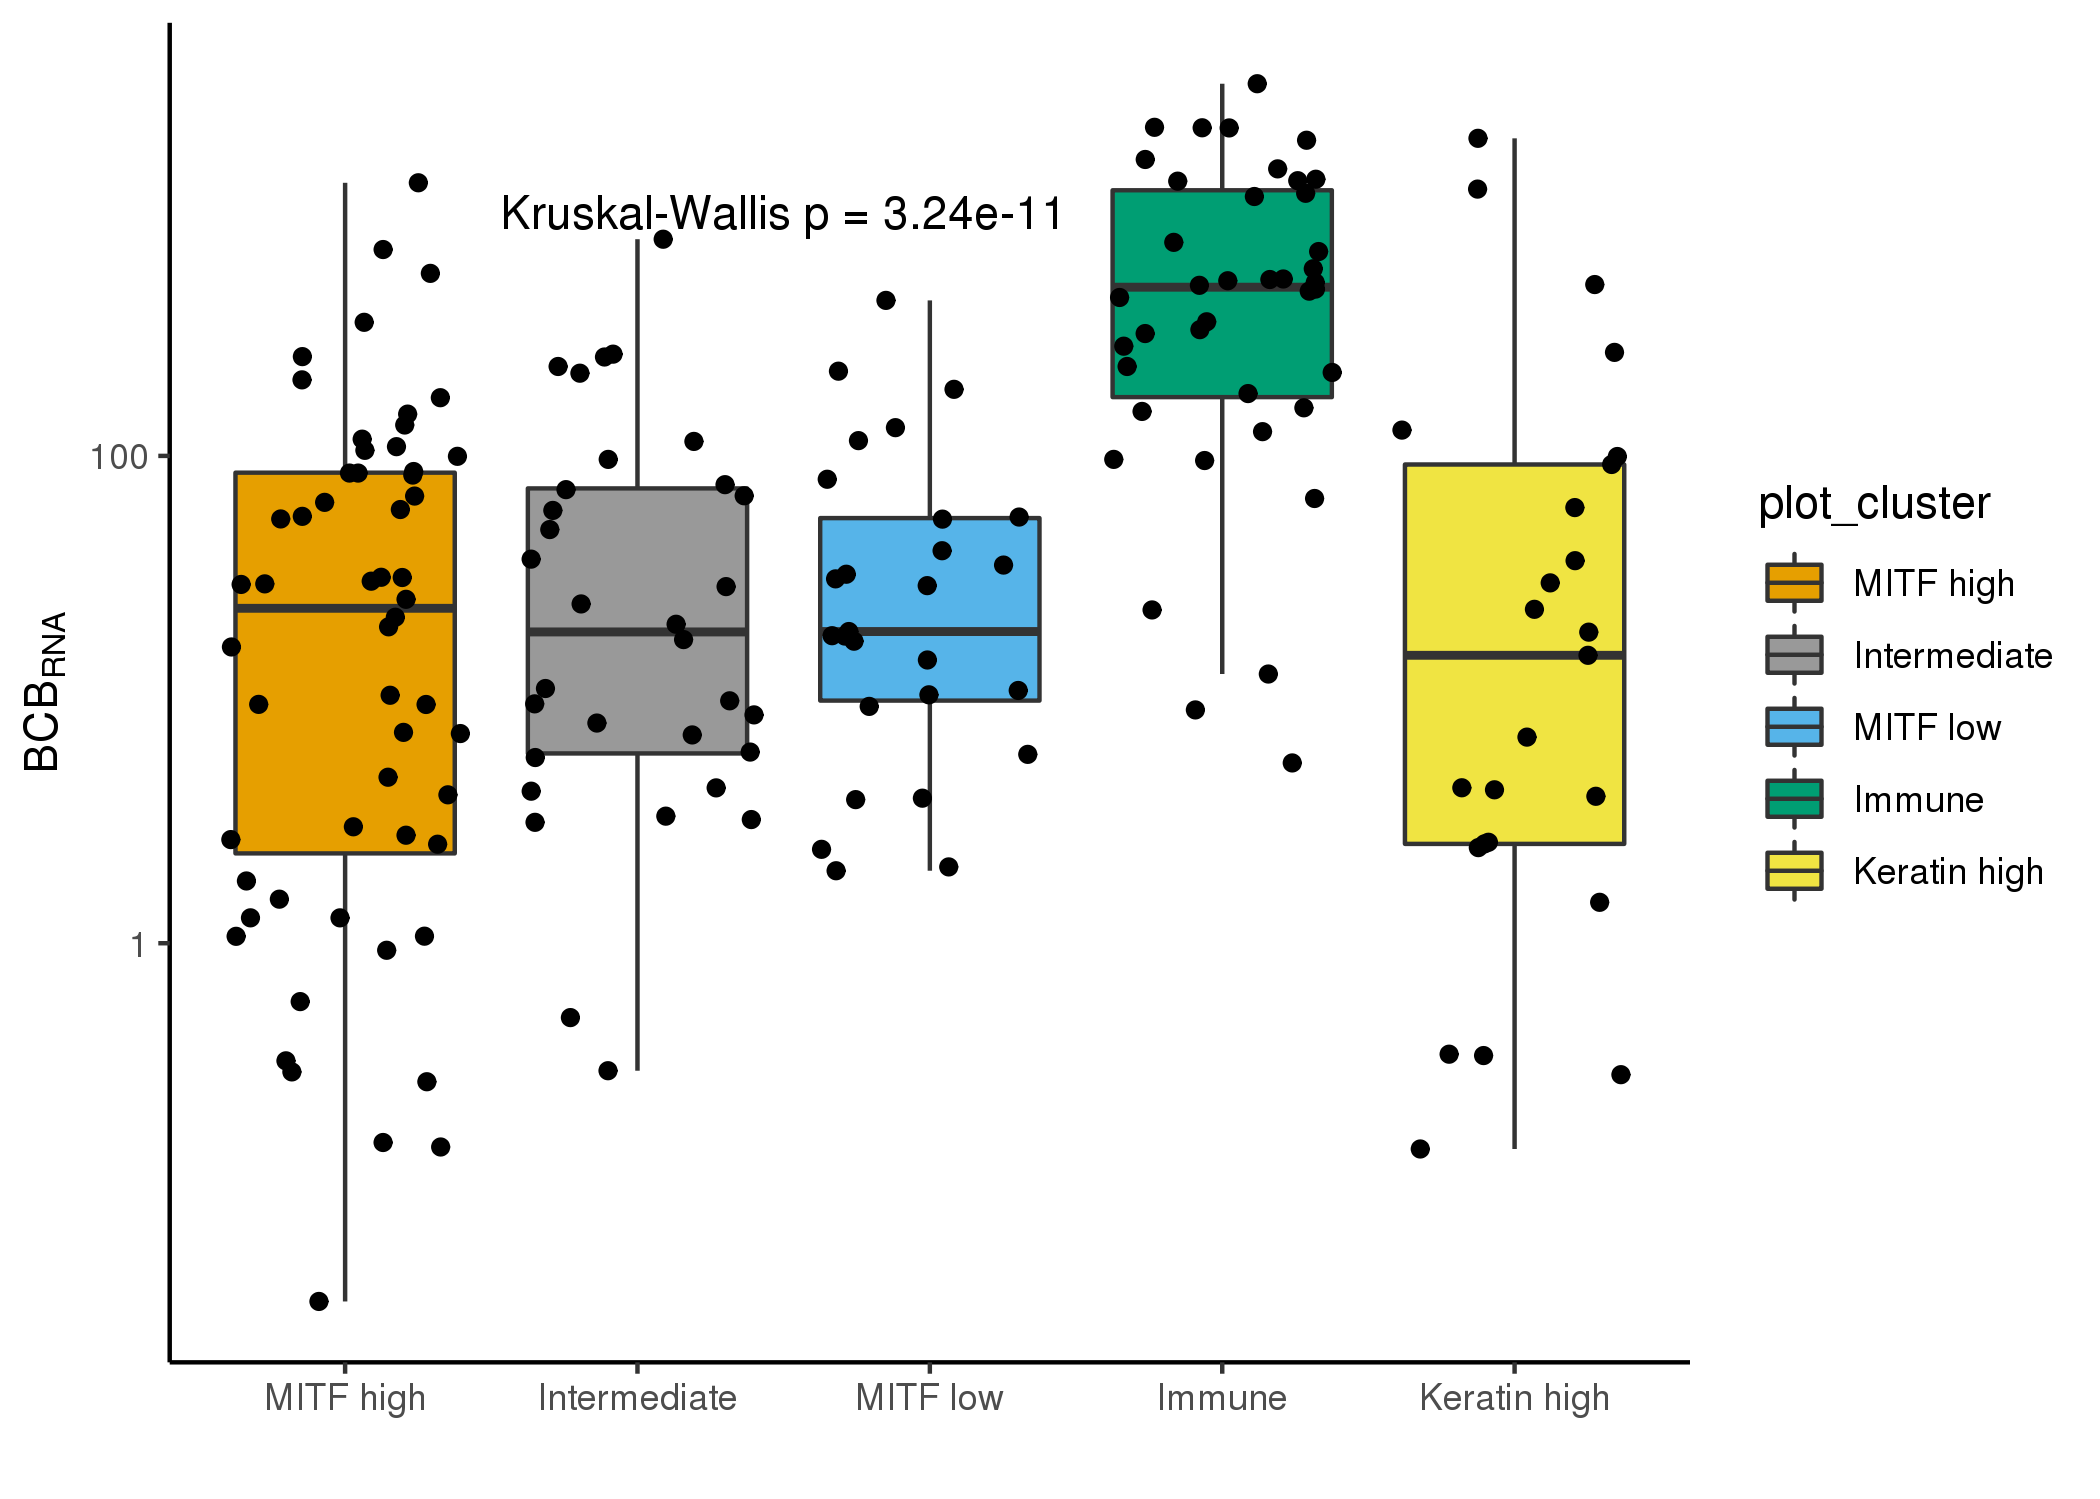 Kruskal-Wallis p = 3.24e-11
BCB_RNA
100
1
MITF high
Intermediate
MITF low
Immune
Keratin high
plot_cluster
MITF high
Intermediate
MITF low
Immune
Keratin high